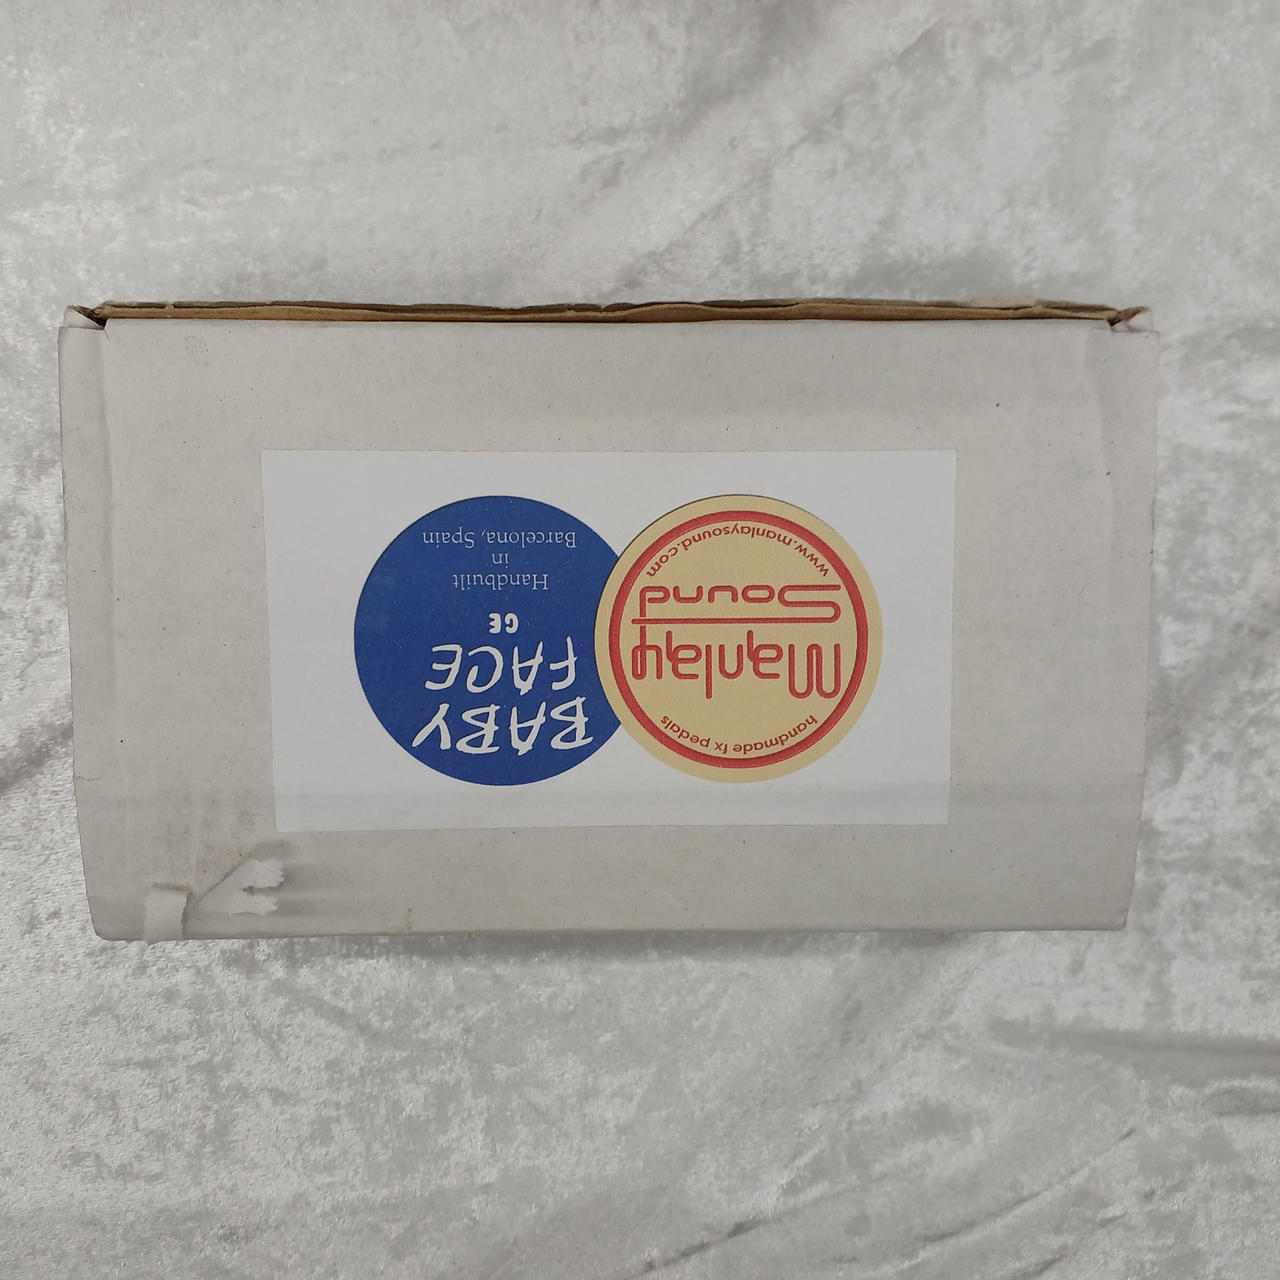 handmade fx pedals
Manlay
Sound
www.manlaysound.com
BABY
FACE
GE
Handbuilt
in
Barcelona, Spain